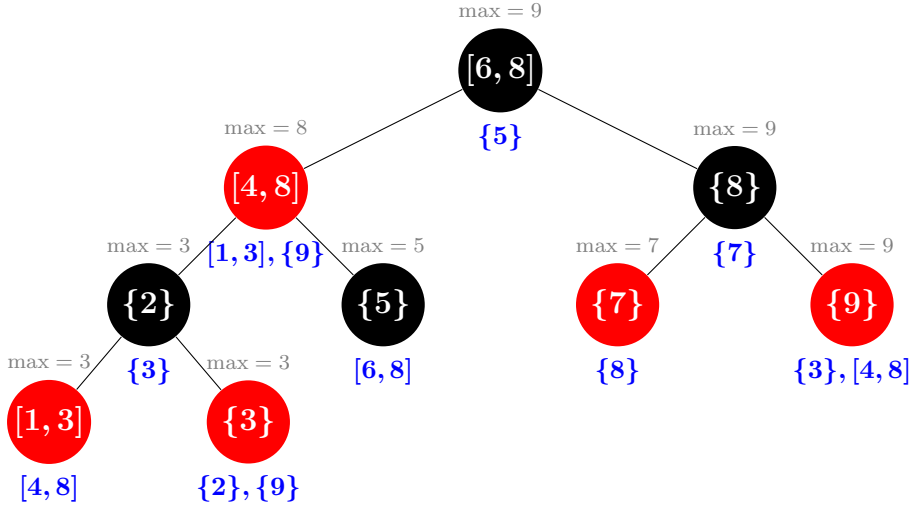 max = 9
[6, 8]
{5}
max = 8
[4, 8]
[1, 3], {9}
max = 9
{8}
{7}
max = 3
{2}
{3}
max = 5
{5}
[6, 8]
max = 7
{7}
{8}
max = 9
{9}
{3}, [4, 8]
max = 3
[1, 3]
[4, 8]
max = 3
{3}
{2}, {9}